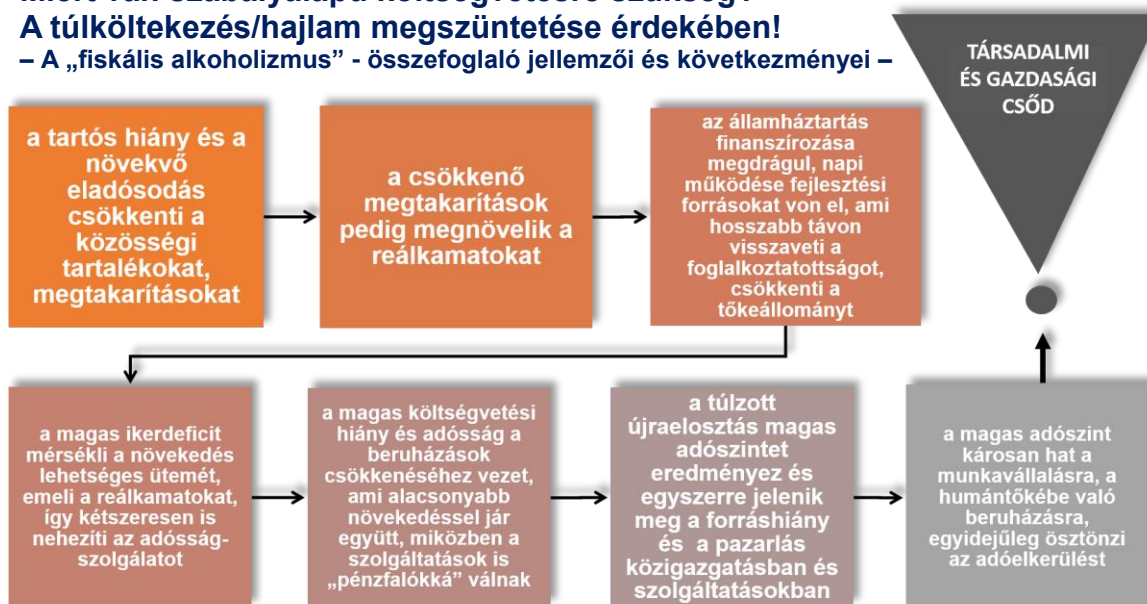 Miért van szabályalapú költségvetésre szükség?
A túlköltekezés/hajlam megszüntetése érdekében!
– A „fiskális alkoholizmus” - összefoglaló jellemzői és következményei –
TÁRSADALMI
ÉS GAZDASÁGI
CSŐD
a tartós hiány és a
növekvő
eladósodás
csökkenti a
közösségi
tartalékokat,
megtakarításokat
a csökkenő
megtakarítások
pedig megnövelik a
reálkamatokat
az államháztartás
finanszírozása
megdrágul, napi
működése fejlesztési
forrásokat von el, ami
hosszabb távon
visszaveti a
foglalkoztatottságot,
csökkenti a
tőkeállományt
a magas ikerdeficit
mérsékli a növekedés
lehetséges ütemét,
emeli a reálkamatokat,
így kétszeresen is
nehezíti az adósság-
szolgálatot
a magas költségvetési
hiány és adósság a
beruházások
csökkenéséhez vezet,
ami alacsonyabb
növekedéssel jár
együtt, miközben a
szolgáltatások is
„pénzfalókká” válnak
a túlzott
újraelosztás magas
adószintet
eredményez és
egyszerre jelenik
meg a forráshiány
és a pazarlás
közigazgatásban és
szolgáltatásokban
a magas adószint
károsan hat a
munkavállalásra, a
humántőkébe való
beruházásra,
egyidejűleg ösztönzi
az adóelkerülést